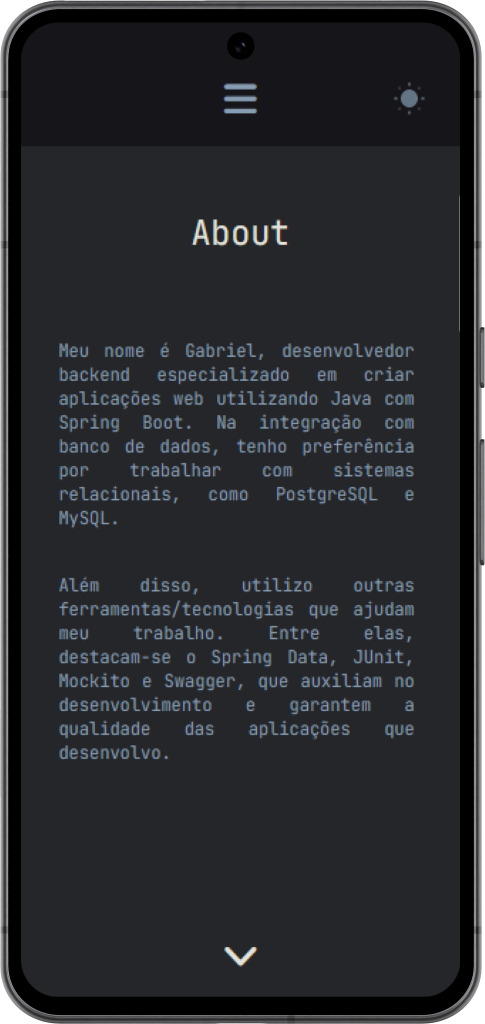 About
Meu nome é Gabriel, desenvolvedor
backend especializado em criar
aplicações web utilizando Java com
Spring Boot. Na integração com
banco de dados, tenho preferência
por trabalhar com sistemas
relacionais, como PostgreSQL e
MySQL.
Além disso, utilizo outras
ferramentas/tecnologias que ajudam
meu trabalho. Entre elas,
destacam-se o Spring Data, JUnit,
Mockito e Swagger, que auxiliam no
desenvolvimento e garantem a
qualidade das aplicações que
desenvolvo.